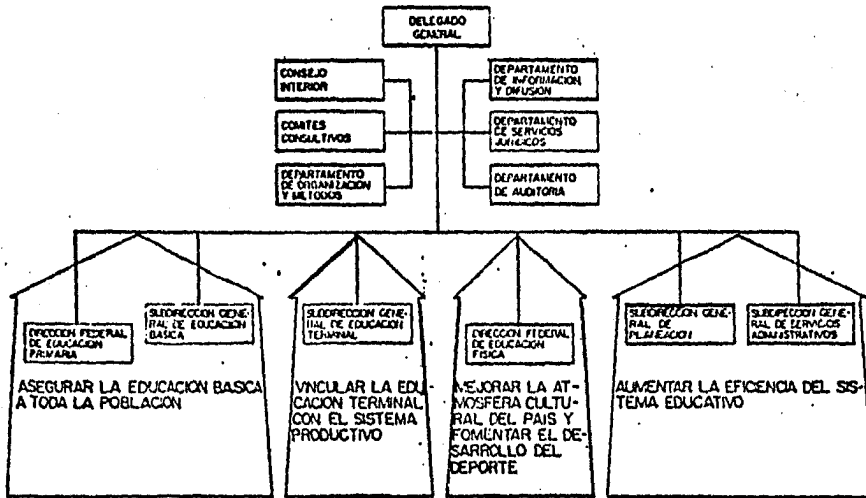 DELEGADO
GENERAL
CONSEJO
INTERIOR
DEPARTAMENTO
DE INFORMACION
Y DIFUSION
COMITES
CONSULTIVOS
DEPARTAMENTO
DE SERVICIOS
JURIDICOS
DEPARTAMENTO
DE ORGANIZACION
Y METODOS
DEPARTAMENTO
DE AUDITORIA
DIRECCION FEDERAL
DE EDUCACION
PRIMARIA
SUBDIRECCION GENE-
RAL DE EDUCACION
BASICA
SUBDIRECCION GENE-
RAL DE EDUCACION
TERMINAL
DIRECCION FEDERAL
DE EDUCACION
FISICA
SUBDIRECCION GENE-
RAL DE
PLANEACION
SUBDIRECCION GENE-
RAL DE SERVICIOS
ADMINISTRATIVOS
ASEGURAR LA EDUCACION BASICA
A TODA LA POBLACION
VINCULAR LA EDU-
CACION TERMINAL
CON EL SISTEMA
PRODUCTIVO
MEJORAR LA AT-
MOSFERA CULTU-
RAL DEL PAIS Y
FOMENTAR EL DE-
SARROLLO DEL
DEPORTE
AUMENTAR LA EFICENCIA DEL SIS-
TEMA EDUCATIVO